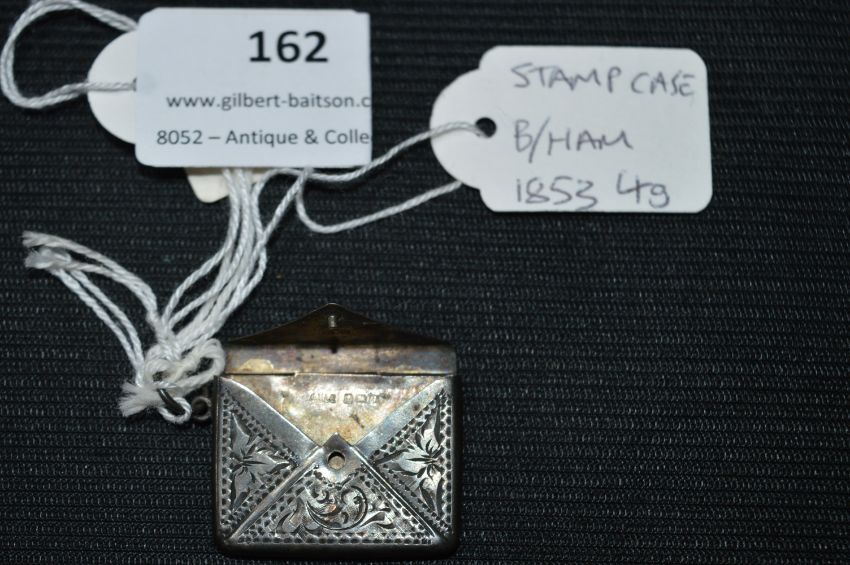 162
www.gilbert-baitson.c
8052 – Antique & Colle
STAMP CASE
B/HAM
1853 4g